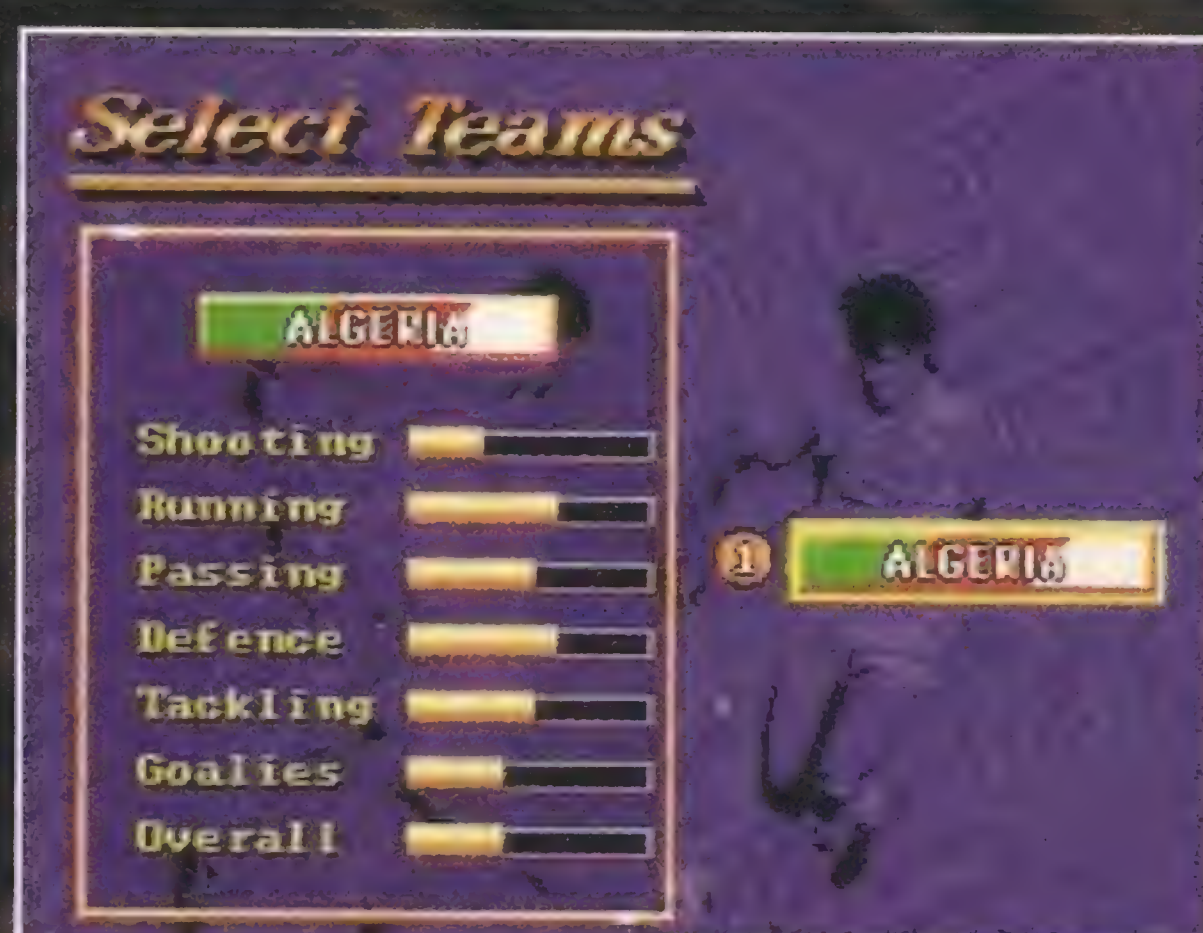 Select Teams
ALGERIA
Shooting
Running
Passing
Defence
Tackling
Goalies
Overall
1 ALGERIA